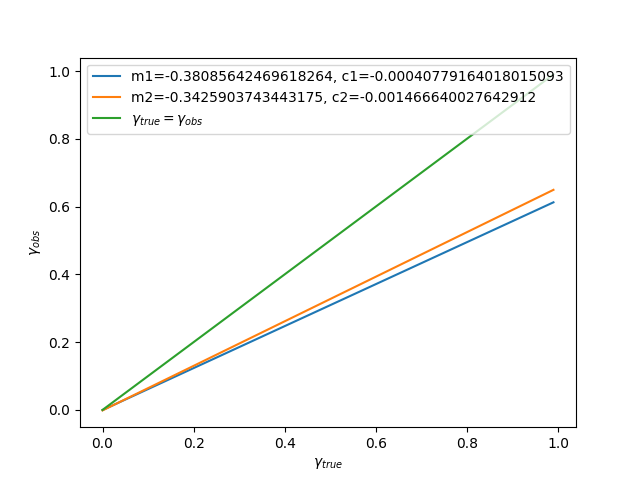 m1=-0.38085642469618264, c1=-0.00040779164018015093
m2=-0.3425903743443175, c2=-0.001466640027642912
γtrue = γobs
1.0
0.8
0.6
0.4
0.2
0.0
γobs
0.0 0.2 0.4 0.6 0.8 1.0
γtrue